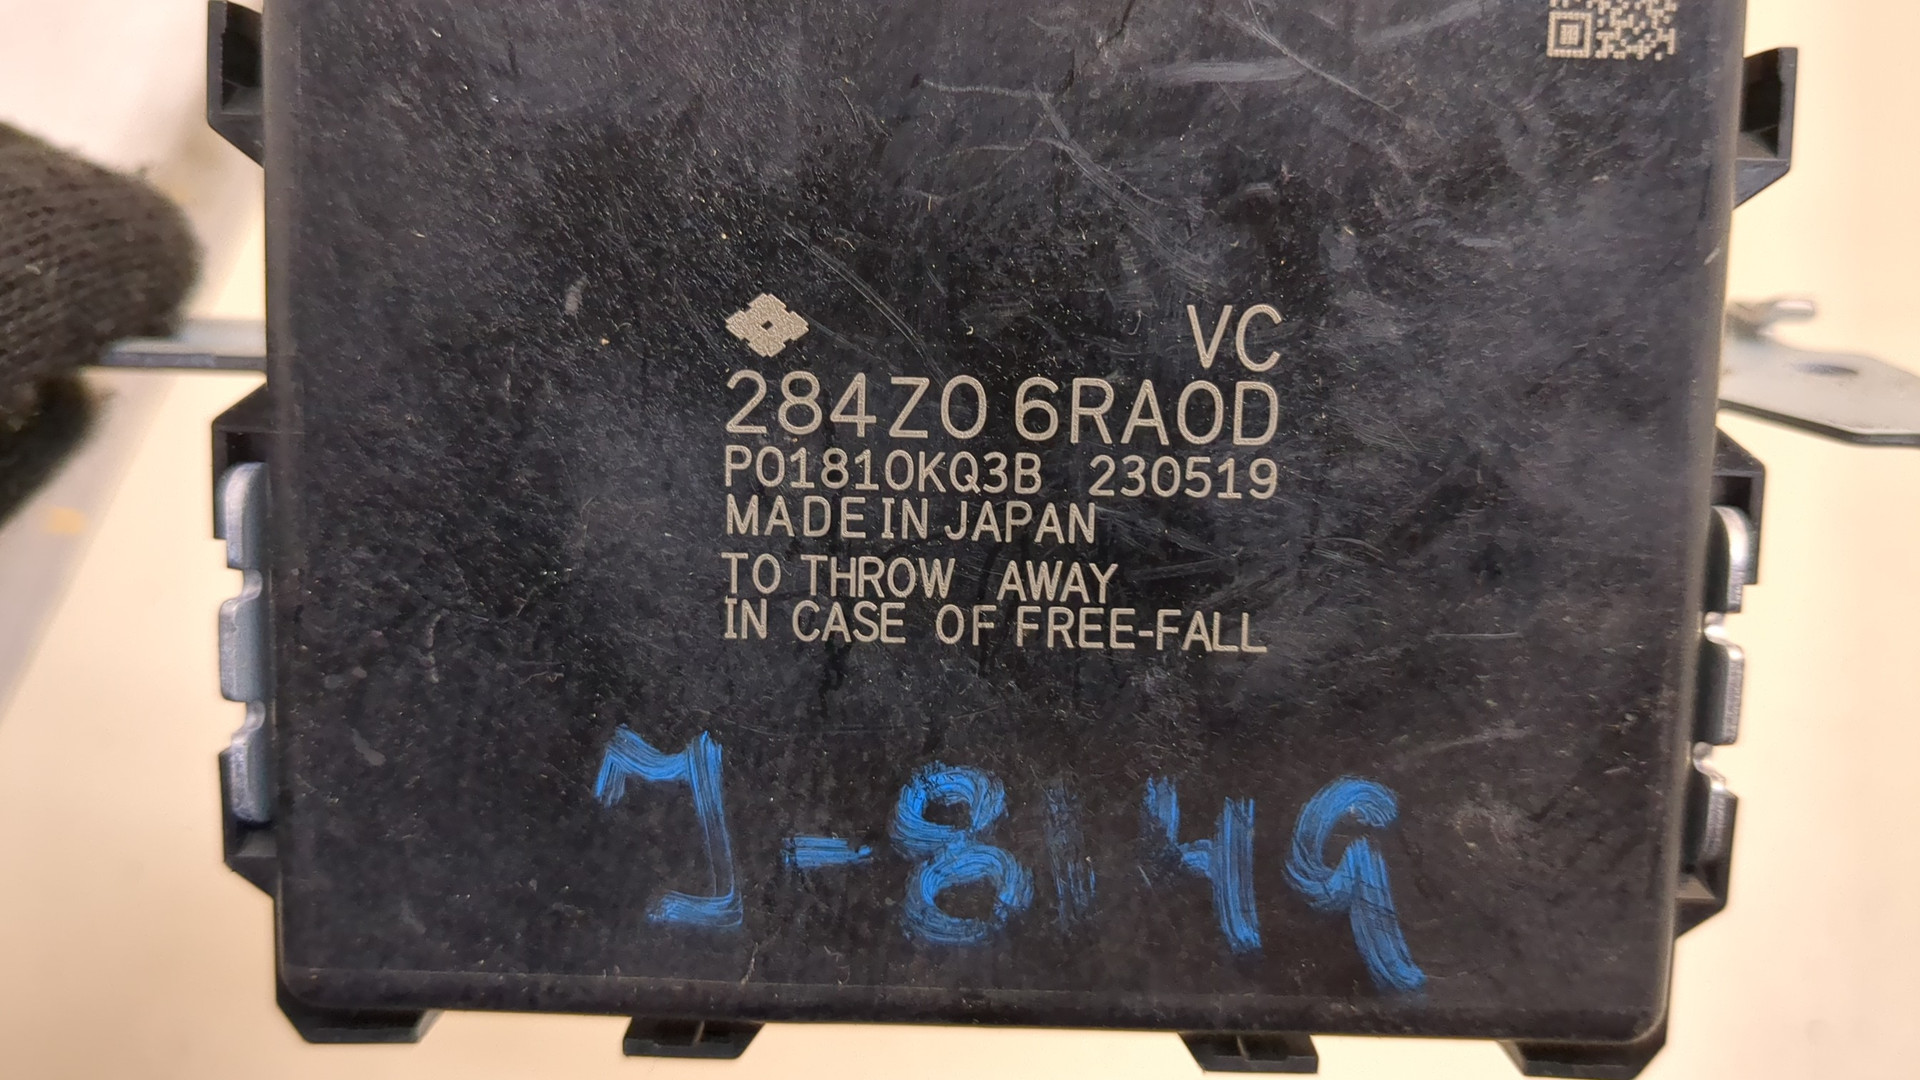 VC
284Z0 6RA0D
P01810KQ3B 230519
MADE IN JAPAN
TO THROW AWAY
IN CASE OF FREE-FALL
J-8149